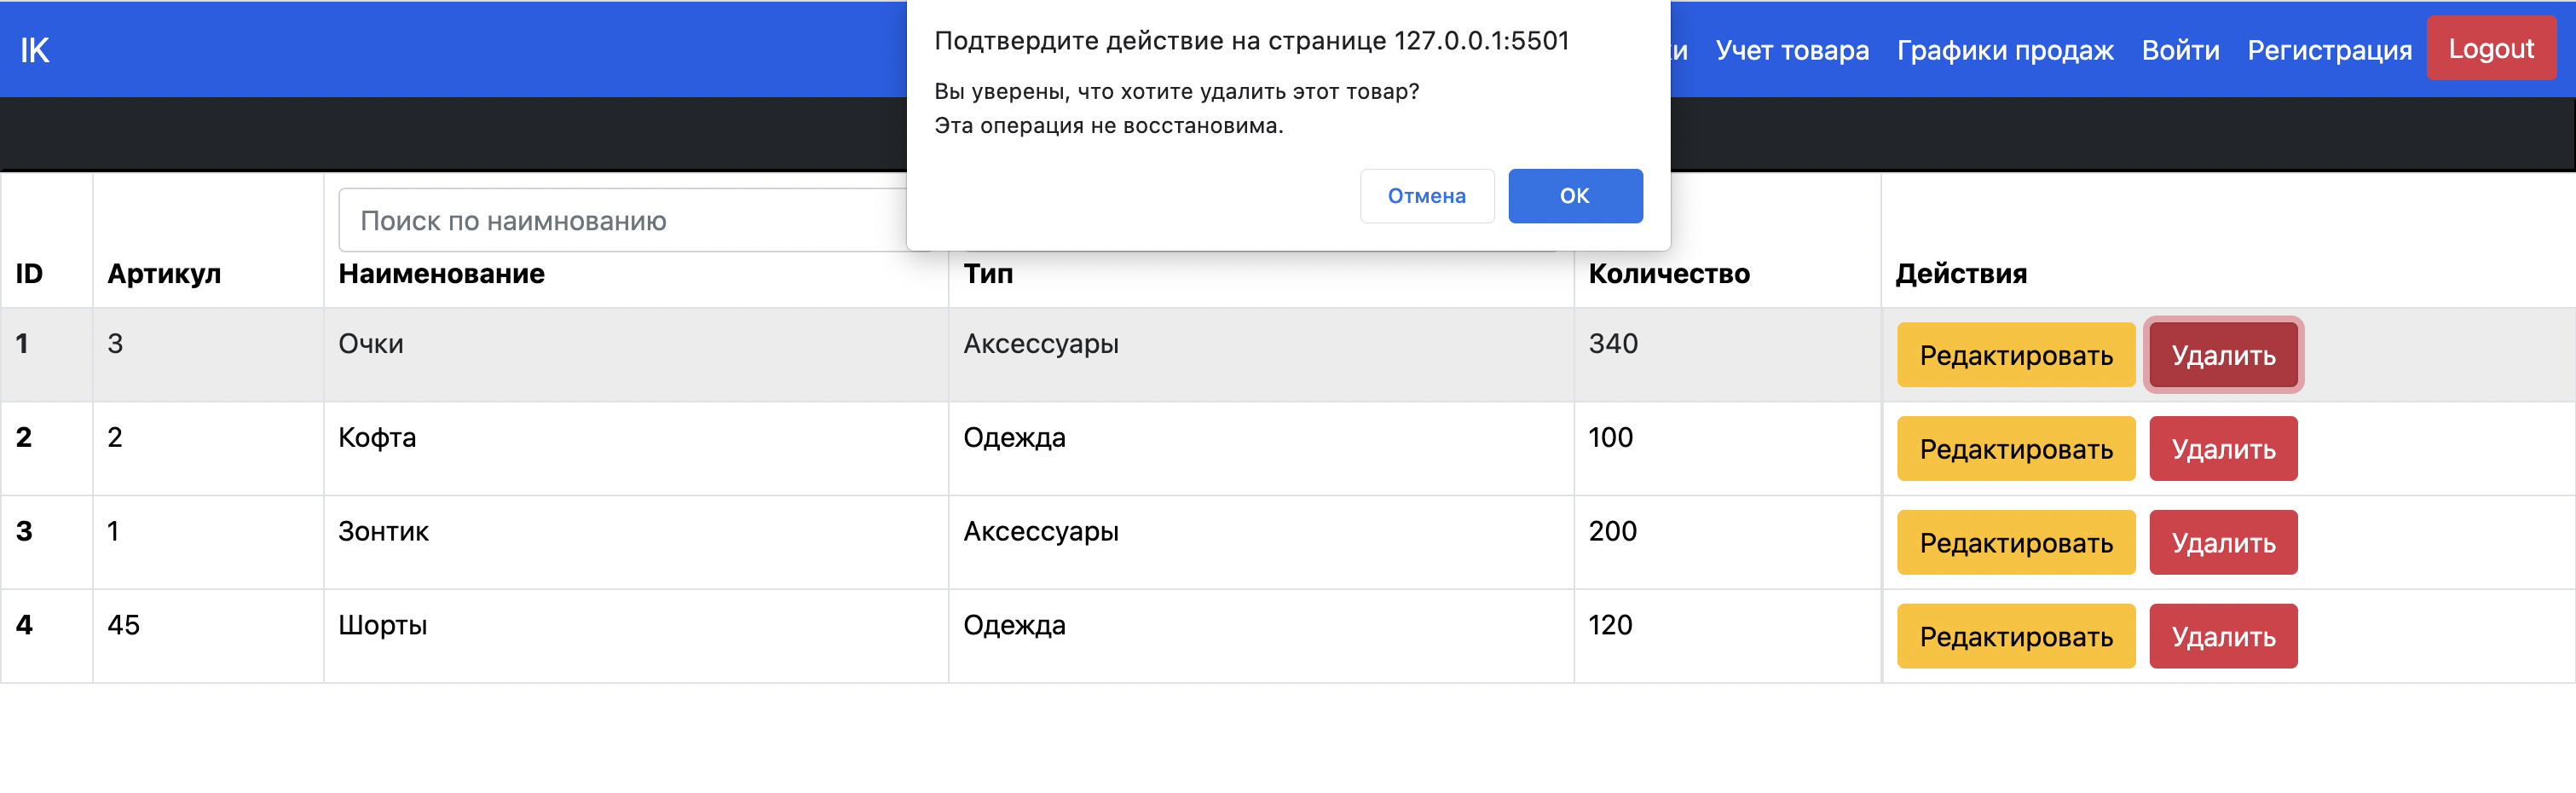 IK
Подтвердите действие на странице 127.0.0.1:5501
Вы уверены, что хотите удалить этот товар?
Эта операция не восстановима.
Отмена OK
Учет товара Графики продаж Войти Регистрация Logout
Поиск по наимнованию
ID Артикул Наименование Тип Количество Действия
1 3 Очки Аксессуары 340 Редактировать Удалить
2 2 Кофта Одежда 100 Редактировать Удалить
3 1 Зонтик Аксессуары 200 Редактировать Удалить
4 45 Шорты Одежда 120 Редактировать Удалить